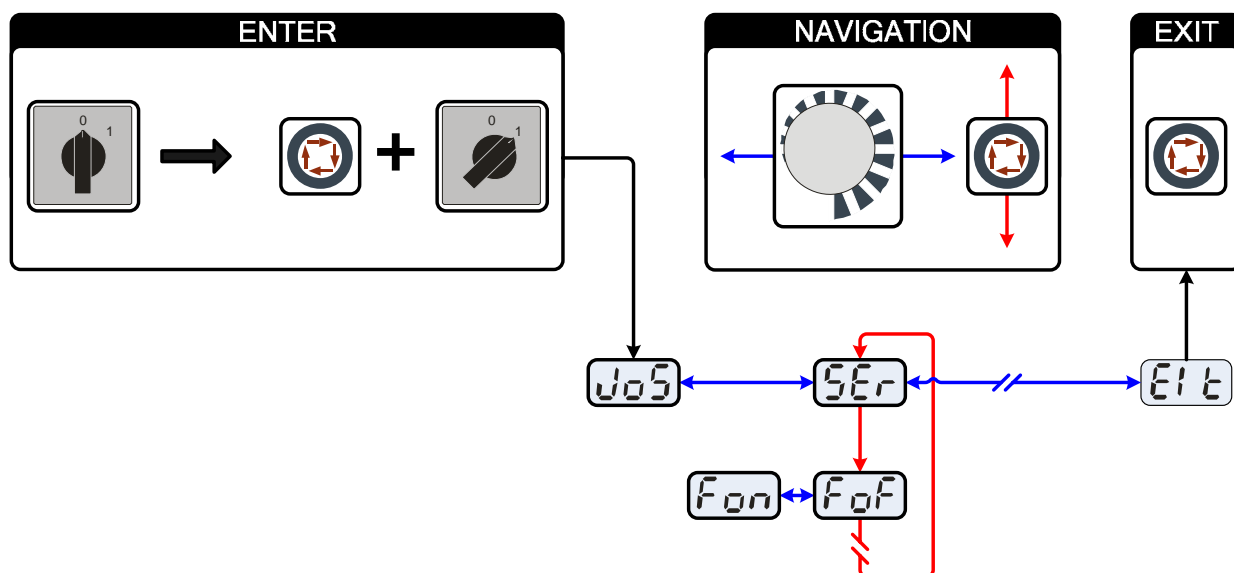 ENTER
NAVIGATION
EXIT
0
1
+
0
1
JoS
SEr
EIt
Fon
FoF